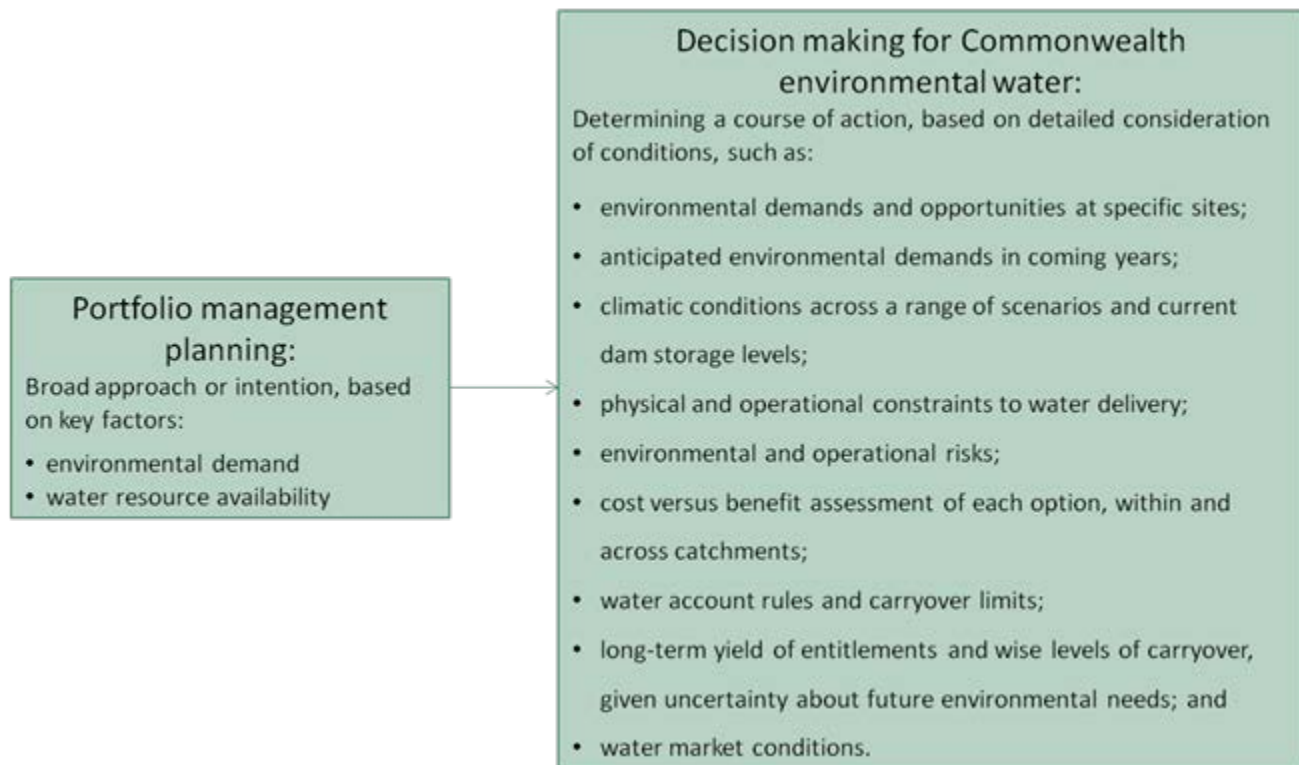 Portfolio management
planning:
Broad approach or intention, based
on key factors:
• environmental demand
• water resource availability
Decision making for Commonwealth
environmental water:
Determining a course of action, based on detailed consideration
of conditions, such as:
• environmental demands and opportunities at specific sites;
• anticipated environmental demands in coming years;
• climatic conditions across a range of scenarios and current
dam storage levels;
• physical and operational constraints to water delivery;
• environmental and operational risks;
• cost versus benefit assessment of each option, within and
across catchments;
• water account rules and carryover limits;
• long-term yield of entitlements and wise levels of carryover,
given uncertainty about future environmental needs; and
• water market conditions.